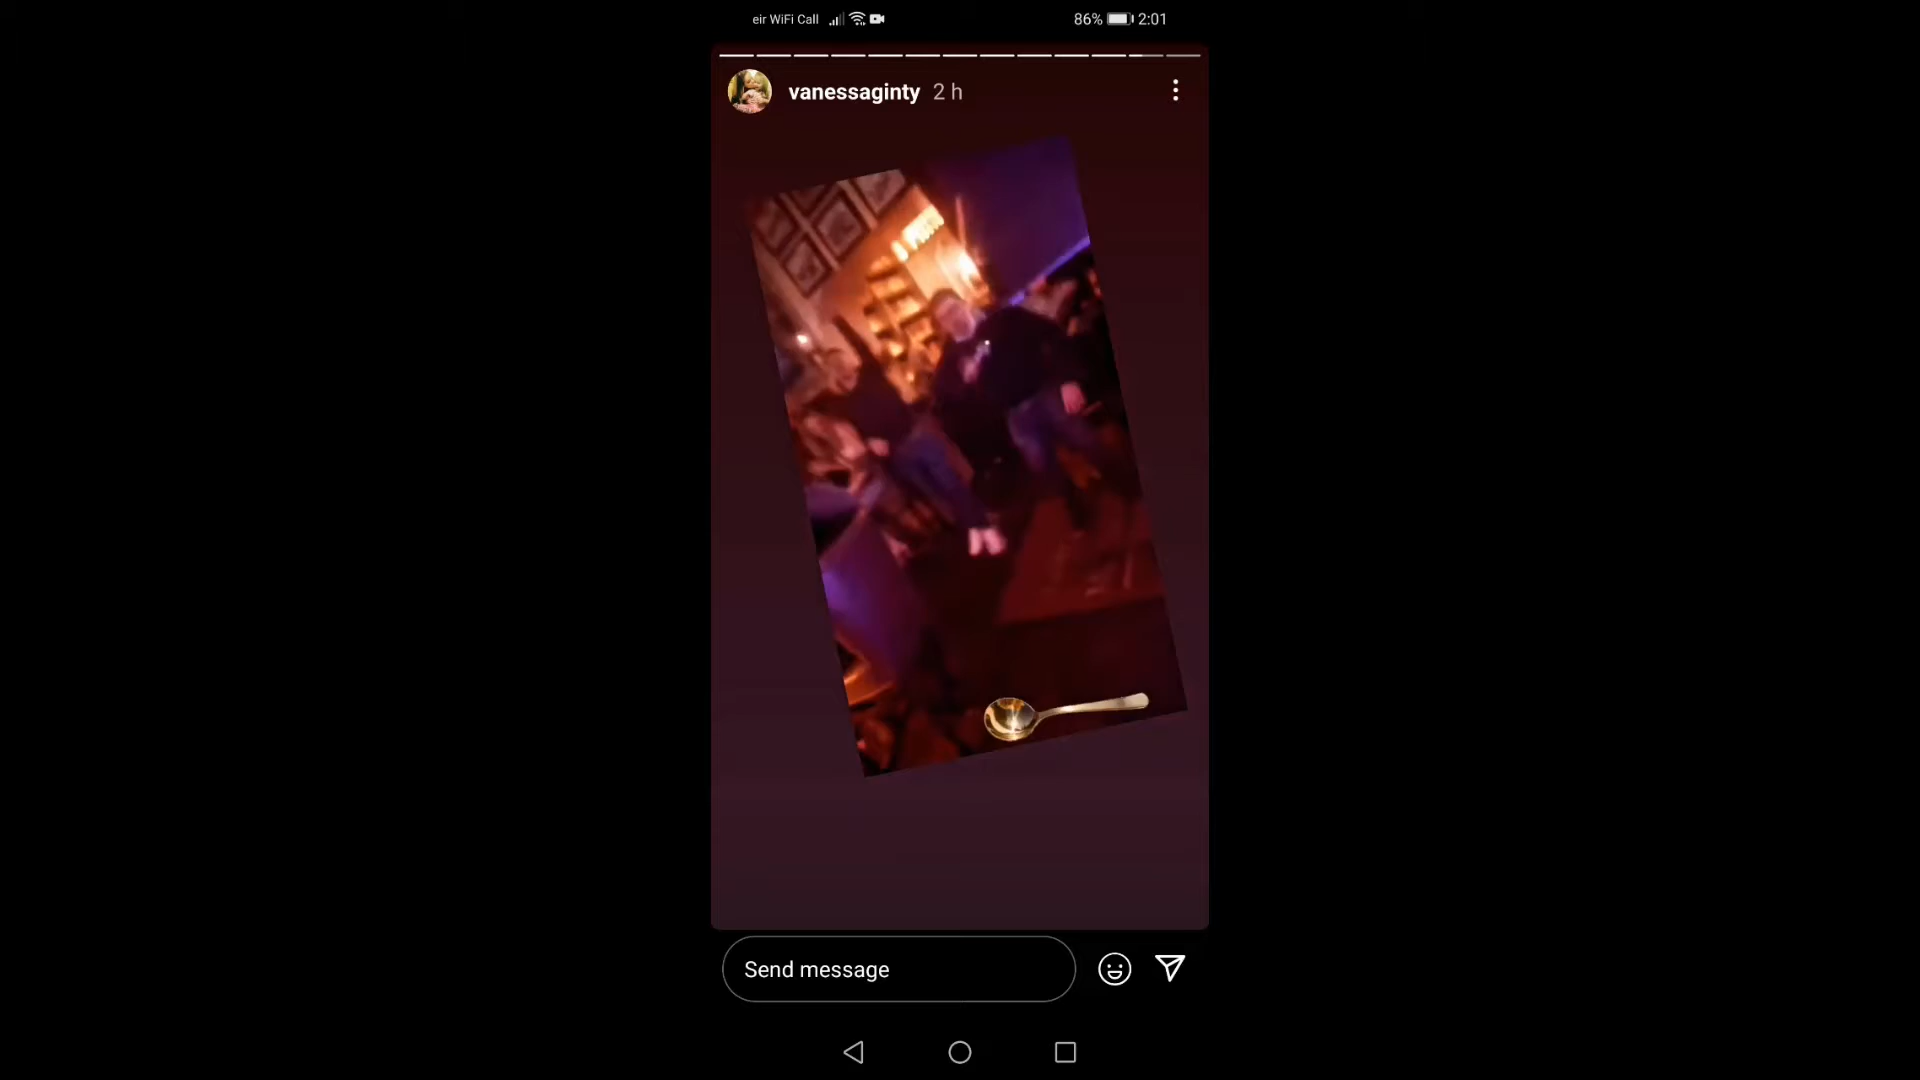 eir WiFi Call 86% 2:01
vanessaginty 2 h
Send message